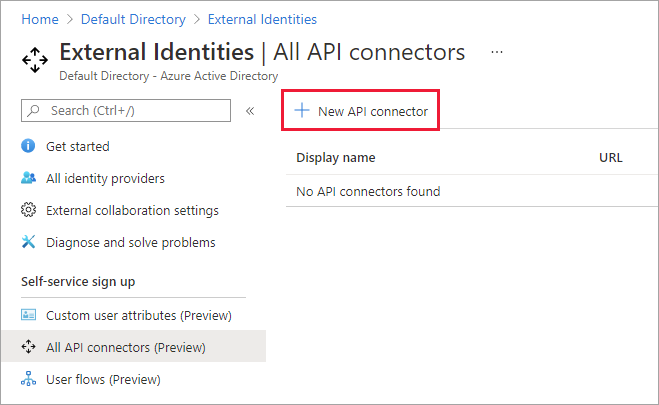 Home > Default Directory > External Identities
External Identities | All API connectors ...
Default Directory - Azure Active Directory
Search (Ctrl+/) «
+ New API connector
Get started
All identity providers
External collaboration settings
Diagnose and solve problems
Self-service sign up
Custom user attributes (Preview)
All API connectors (Preview)
User flows (Preview)
Display name URL
No API connectors found